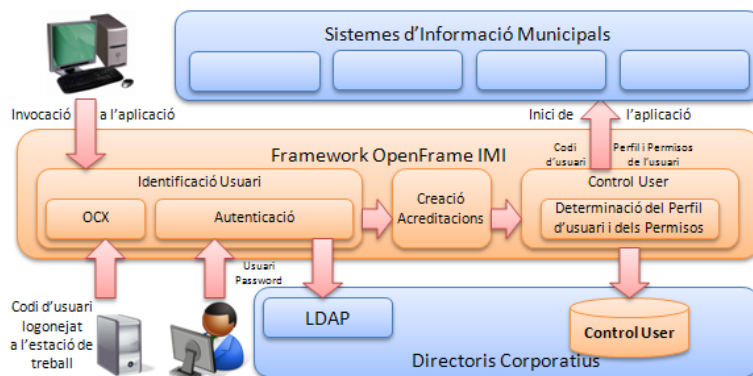 Sistemes d'Informació Municipals
Invocació a l'aplicació
Inici de l'aplicació
Codi d'usuari
Perfil i Permisos de l'usuari
Framework OpenFrame IMI
Identificació Usuari
OCX
Autenticació
Creació
Acreditacions
Control User
Determinació del Perfil
d'usuari i dels Permisos
Usuari
Password
Codi d'usuari
logonejat
a l'estació de
treball
LDAP
Control User
Directoris Corporatius